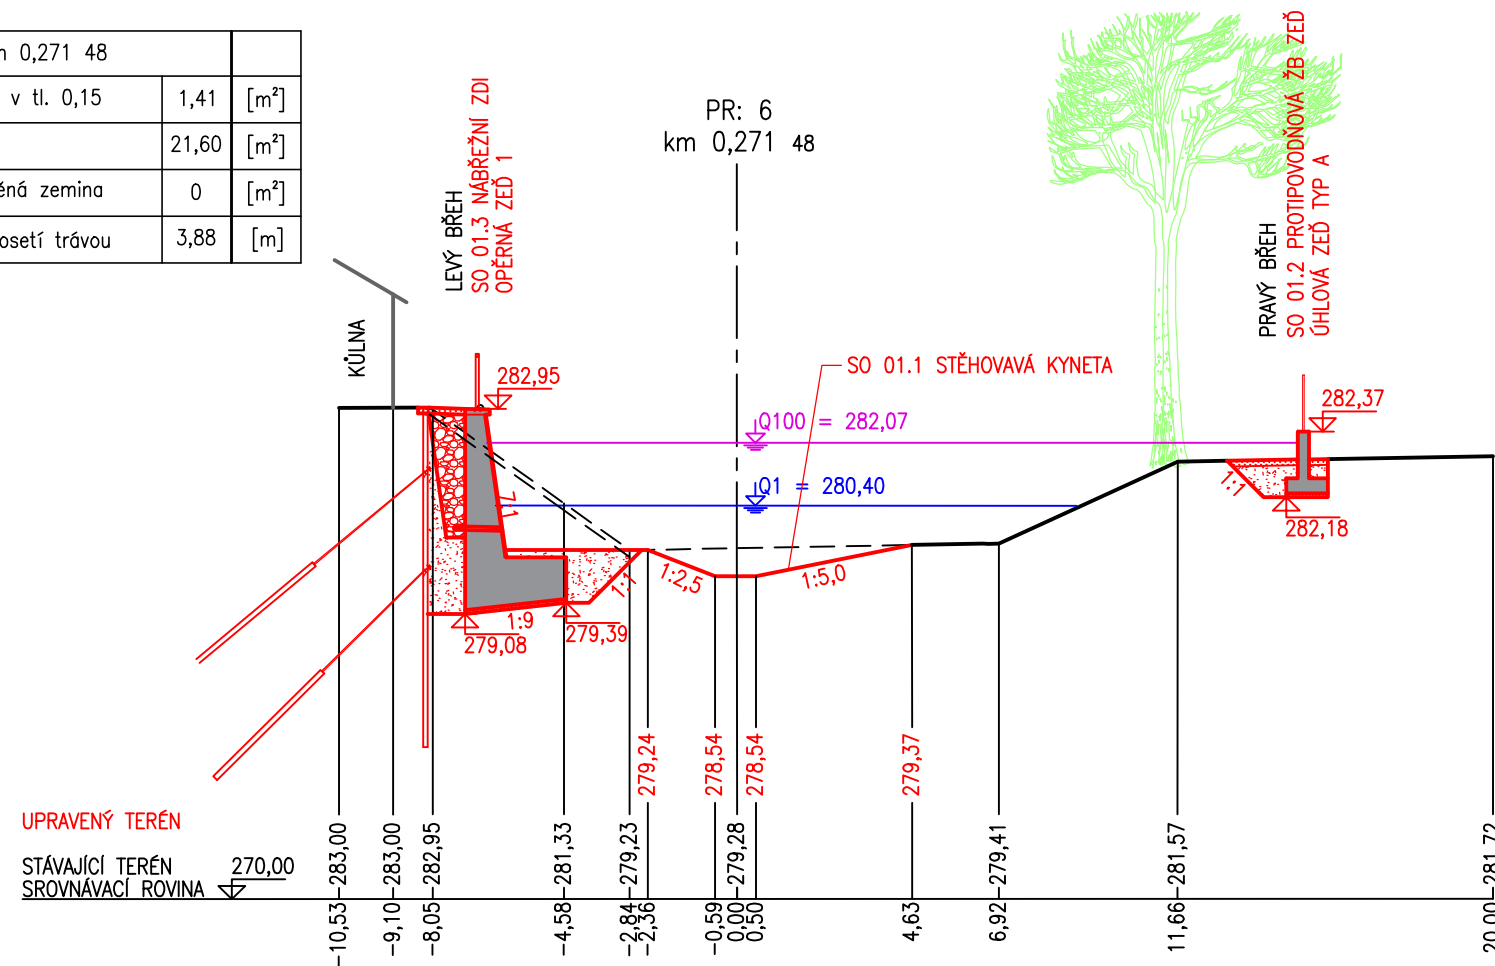 0,271 48
v tl. 0,15 1,41 [m²]
21,60 [m²]
zemina 0 [m²]
osetí trávou 3,88 [m]
LEVÝ BŘEH
SO 01.3 NÁBŘEŽNÍ ZDI
OPĚRNÁ ZEĎ 1
PR: 6
km 0,271 48
PRAVÝ BŘEH
SO 01.2 PROTIPOVODŇOVÁ ŽB ZEĎ
ÚHLOVÁ ZEĎ TYP A
KŮLNA
282,95
SO 01.1 STĚHOVAVÁ KYNETA
Q100 = 282,07
282,37
Q1 = 280,40
7:1
1:1
282,18
1:1
1:2,5
1:5,0
1:9
279,08
279,39
279,24
278,54
278,54
279,37
UPRAVENÝ TERÉN
STÁVAJÍCÍ TERÉN
283,00
283,00
282,95
281,33
279,23
279,28
279,41
281,57
281,72
SROVNÁVACÍ ROVINA
270,00
-10,53
-9,10
-8,05
-4,58
-2,84
-2,36
-0,59
0,00
0,50
4,63
6,92
11,66
20,00